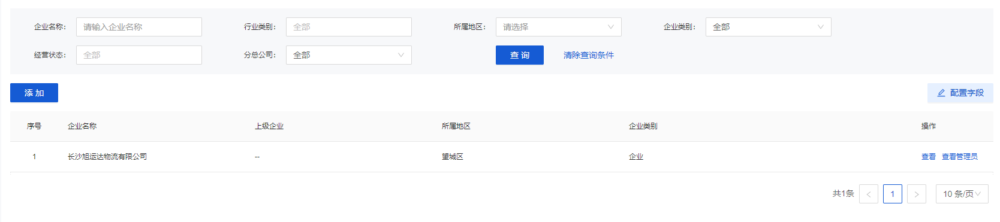 企业名称： 请输入企业名称 行业类别： 全部 所属地区： 请选择 企业类别： 全部
经营状态： 全部 分总公司： 全部 查 询 清除查询条件
添 加 配置字段
序号 企业名称 上级企业 所属地区 企业类别 操作
1 长沙旭运达物流有限公司 -- 望城区 企业 查看 查看管理员
共1条 < 1 > 10 条/页